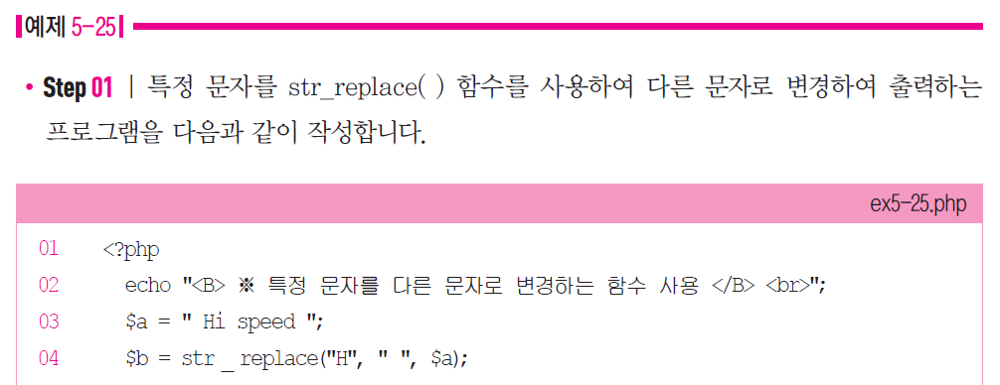 예제 5-25
• Step 01 | 특정 문자를 str_replace( ) 함수를 사용하여 다른 문자로 변경하여 출력하는
프로그램을 다음과 같이 작성합니다.
ex5-25.php
01 <?php
02 echo "<B> ※ 특정 문자를 다른 문자로 변경하는 함수 사용 </B> <br>";
03 $a = " Hi speed ";
04 $b = str _ replace("H", " ", $a);